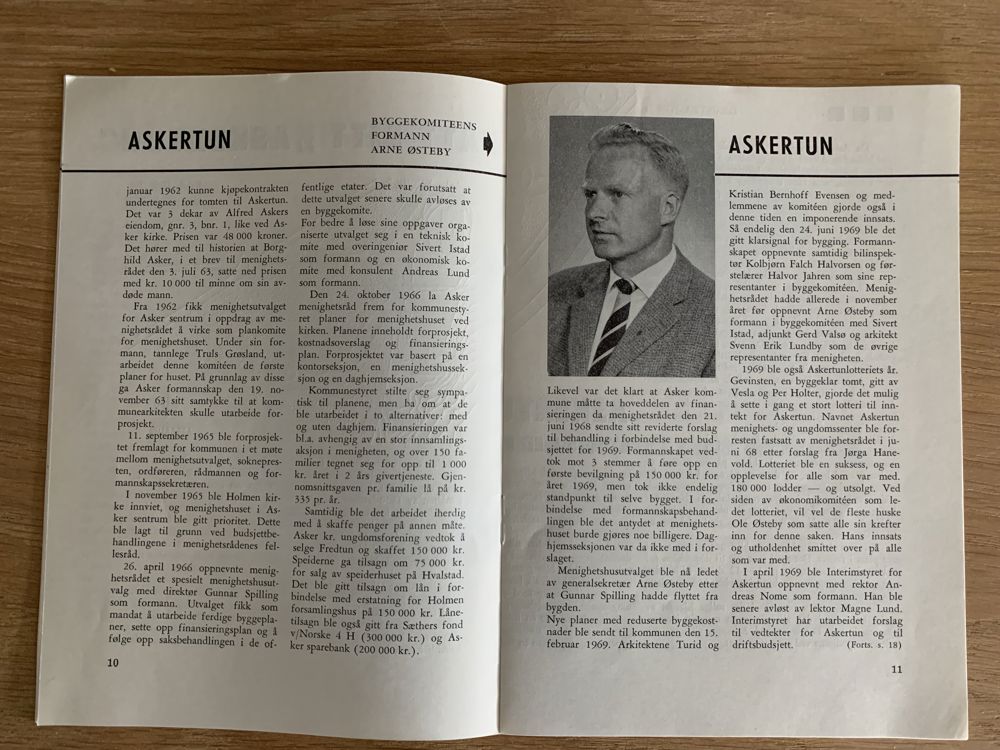 ASKERTUN
BYGGEKOMITEENS
FORMANN
ARNE ØSTEBY
januar 1962 kunne kjøpekontrakten
undertegnes for tomten til Askertun.
Det var 3 dekar av Alfred Askers
eiendom, gnr. 3, bnr. 1, like ved As-
ker kirke. Prisen var 48 000 kroner.
Det hører med til historien at Borg-
hild Asker, i et brev til menighets-
rådet den 3. juli 63, satte ned prisen
med kr. 10 000 til minne om sin av-
døde mann.
Fra 1962 fikk menighetsutvalget
for Asker sentrum i oppdrag av me-
nighetsrådet å virke som plankomite
for menighetshuset. Under sin for-
mann, tannlege Truls Grøsland, ut-
arbeidet denne komitéen de første
planer for huset. På grunnlag av disse
ga Asker formannskap den 19. no-
vember 63 sitt samtykke til at kom-
munearkitekten skulle utarbeide for-
prosjekt.
11. september 1965 ble forprosjek-
tet fremlagt for kommunen i et møte
mellom menighetsutvalget, soknepres-
ten, ordføreren, rådmannen og for-
mannskapssekretæren.
I november 1965 ble Holmen kir-
ke innviet, og menighetshuset i As-
ker sentrum ble gitt prioritet. Dette
ble lagt til grunn ved budsjettbe-
handlingene i menighetsrådenes fel-
lesråd.
26. april 1966 oppnevnte menig-
hetsrådet et spesielt menighetshusut-
valg med direktør Gunnar Spilling
som formann. Utvalget fikk som
mandat å utarbeide ferdige byggepla-
ner, sette opp finansieringsplan og å
følge opp saksbehandlingen i de of-
fentlige etater. Det var forutsatt at
dette utvalget senere skulle avløses av
en byggekomite.
For bedre å løse sine oppgaver orga-
niserte utvalget seg i en teknisk ko-
mite med overingeniør Sivert Istad
som formann og en økonomisk ko-
mite med konsulent Andreas Lund
som formann.
Den 24. oktober 1966 la Asker
menighetsråd frem for kommunesty-
ret planer for menighetshuset ved
kirken. Planene inneholdt forprosjekt,
kostnadsoverslag og finansierings-
plan. Forprosjektet var basert på en
kontorseksjon, en menighetshussek-
sjon og en daghjemseksjon.
Kommunestyret stilte seg sympa-
tisk til planene, men ba om at de
ble utarbeidet i to alternativer: med
og uten daghjem. Finansieringen var
bl.a. avhengig av en stor innsamlings-
aksjon i menigheten, og over 150 fa-
milier tegnet seg for opp til 1 000
kr. året i 2 års givertjeneste. Gjen-
nomsnittsgaven pr. familie lå på kr.
335 pr. år.
Samtidig ble det arbeidet iherdig
med å skaffe penger på annen måte.
Asker kr. ungdomsforening vedtok å
selge Fredtun og skaffet 150 000 kr.
Speiderne ga tilsagn om 75 000 kr.
for salg av speiderhuset på Hvalstad.
Det ble gitt tilsagn om lån i for-
bindelse med erstatning for Holmen
forsamlingshus på 150 000 kr. Låne-
tilsagn ble også gitt fra Sæthers fond
v/Norske 4 H (300 000 kr.) og As-
ker sparebank (200 000 kr.).
10
ASKERTUN
Likevel var det klart at Asker kom-
mune måtte ta hoveddelen av finan-
sieringen da menighetsrådet den 21.
juni 1968 sendte sitt reviderte forslag
til behandling i forbindelse med bud-
sjettet for 1969. Formannskapet ved-
tok mot 3 stemmer å føre opp en
første bevilgning på 150 000 kr. for
året 1969, men tok ikke endelig
standpunkt til selve bygget. I for-
bindelse med formannskapsbehand-
lingen ble det antydet at menighets-
huset burde gjøres noe billigere. Dag-
hjemsseksjonen var da ikke med i for-
slaget.
Menighetshusutvalget ble nå ledet
av generalsekretær Arne Østeby etter
at Gunnar Spilling hadde flyttet fra
bygden.
Nye planer med reduserte byggekost-
nader ble sendt til kommunen den 15.
februar 1969. Arkitektene Turid og
Kristian Bernhoff Evensen og med-
lemmene av komitéen gjorde også i
denne tiden en imponerende innsats.
Så endelig den 24. juni 1969 ble det
gitt klarsignal for bygging. Formann-
skapet oppnevnte samtidig bilinspek-
tør Kolbjørn Falch Halvorsen og før-
stelærer Halvor Jahren som sine rep-
resentanter i byggekomitéen. Menig-
hetsrådet hadde allerede i november
året før oppnevnt Arne Østeby som
formann i byggekomitéen med Sivert
Istad, adjunkt Gerd Valsø og arkitekt
Svenn Erik Lundby som de øvrige
representanter fra menigheten.
1969 ble også Askertunlotteriets år.
Gevinsten, en byggeklar tomt, gitt av
Vesla og Per Holter, gjorde det mulig
å sette i gang et stort lotteri til inn-
tekt for Askertun. Navnet Askertun
menighets- og ungdomssenter ble for-
resten fastsatt av menighetsrådet i ju-
ni 68 etter forslag fra Jørga Hane-
vold. Lotteriet ble en suksess, og en
opplevelse for alle som var med.
180 000 lodder — og utsolgt. Ved
siden av økonomikomitéen som le-
det lotteriet, vil vel de fleste huske
Ole Østeby som satte alle sin krefter
inn for denne saken. Hans innsats
og utholdenhet smittet over på alle
som var med.
I april 1969 ble Interimstyret for
Askertun oppnevnt med rektor An-
dreas Nome som formann. Han ble
senere avløst av lektor Magne Lund.
Interimstyret har utarbeidet forslag
til vedtekter for Askertun og til
driftsbudsjett. (Forts. s. 18)
11